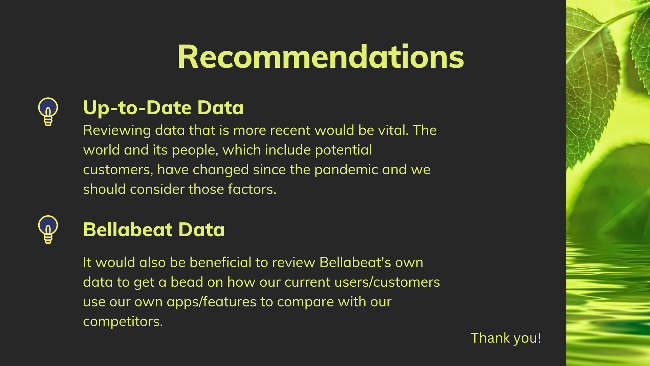 Recommendations
Up-to-Date Data
Reviewing data that is more recent would be vital. The
world and its people, which include potential
customers, have changed since the pandemic and we
should consider those factors.
Bellabeat Data
It would also be beneficial to review Bellabeat's own
data to get a bead on how our current users/customers
use our own apps/features to compare with our
competitors.
Thank you!